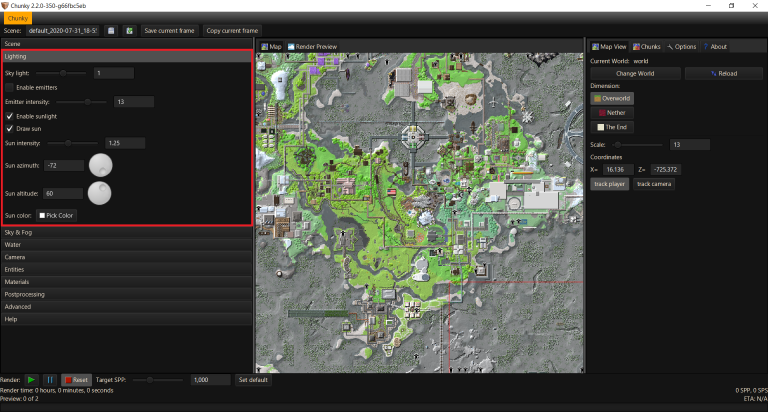 Chunky 2.2.0-350-g66fbc5eb
Chunky
Scene: default_2020-07-31_18-5 Save current frame Copy current frame
Scene
Lighting
Sky light: 1
Enable emitters
Emitter intensity: 13
Enable sunlight
Draw sun
Sun intensity: 1.25
Sun azimuth: -72
Sun altitude: 60
Sun color: Pick Color
Sky & Fog
Water
Camera
Entities
Materials
Postprocessing
Advanced
Help
Map Render Preview
Map View Chunks Options ? About
Current World: world
Change World Reload
Dimension:
Overworld
Nether
The End
Scale: 13
Coordinates
X= 16.136 Z= -725.372
track player track camera
Render: Reset Target SPP: 1,000 Set default
Render time: 0 hours, 0 minutes, 0 seconds 0 SPP, 0 SPS
Preview: 0 of 2 ETA: N/A